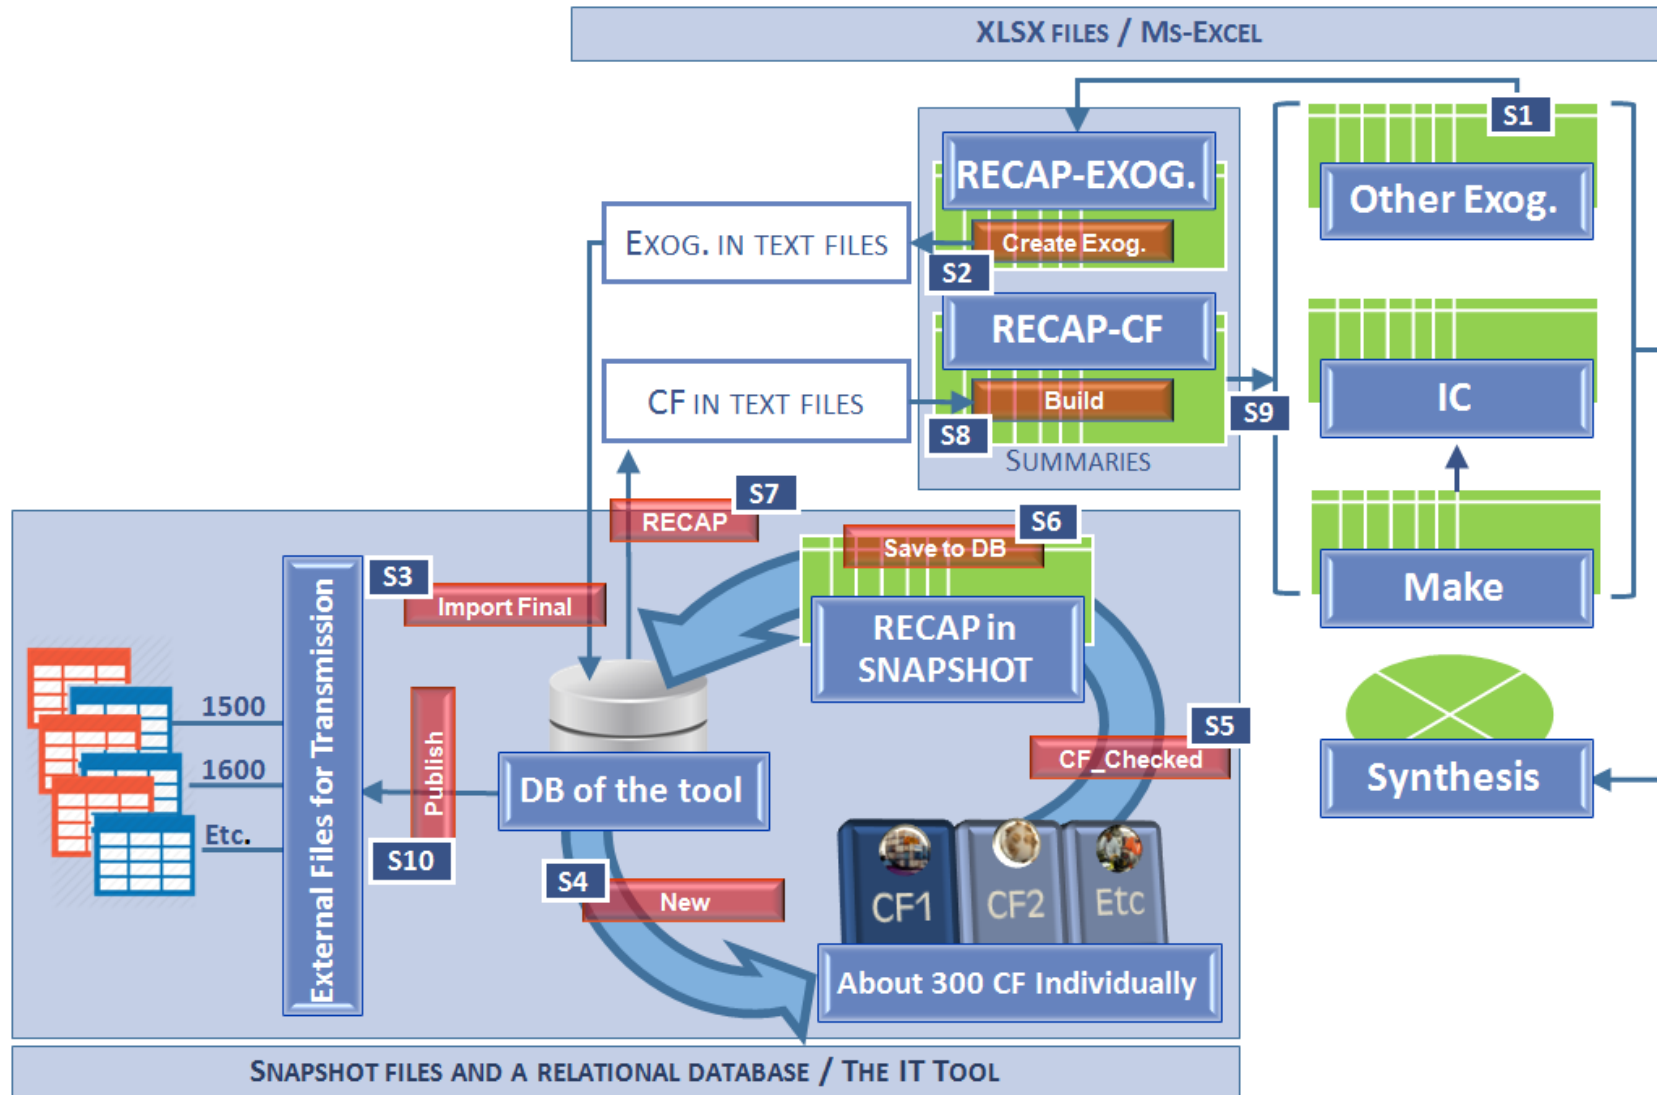 XLSX FILES / MS-EXCEL
S1
RECAP-EXOG.
Other Exog.
EXOG. IN TEXT FILES
Create Exog.
S2
RECAP-CF
IC
CF IN TEXT FILES
Build
S8
S9
SUMMARIES
S7
RECAP
S6
Save to DB
Make
S3
Import Final
RECAP in
SNAPSHOT
External Files for Transmission
1500
1600
Etc.
Publish
S10
DB of the tool
S5
CF_Checked
Synthesis
S4
New
CF1
CF2
Etc
About 300 CF Individually
SNAPSHOT FILES AND A RELATIONAL DATABASE / THE IT TOOL